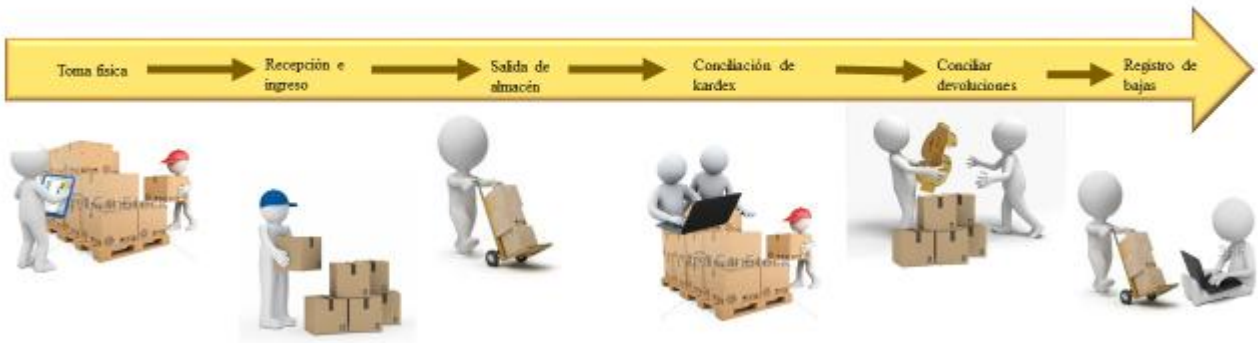 Toma física
Recepción e
ingreso
Salida de
almacén
Conciliación de
kardex
Conciliar
devoluciones
Registro de
bajas